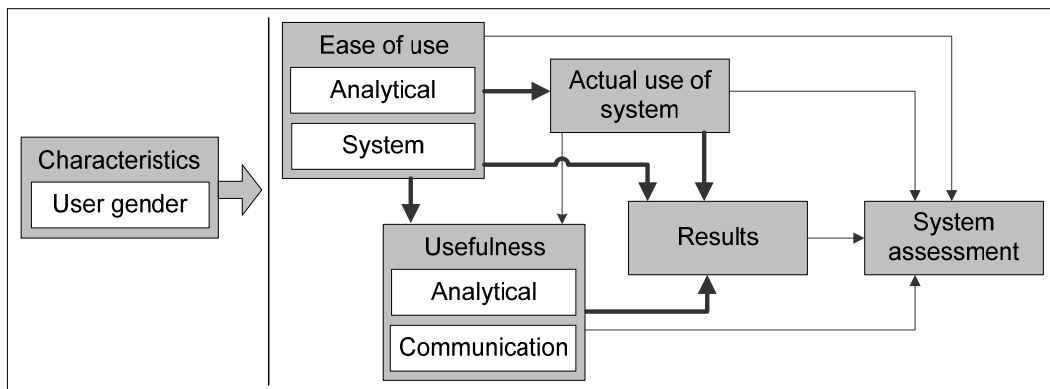 Characteristics
User gender
Ease of use
Analytical
System
Actual use of
system
Usefulness
Analytical
Communication
Results
System
assessment